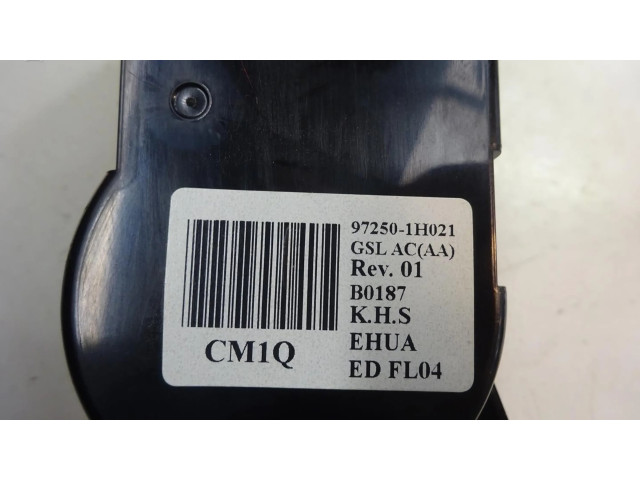 97250-1H021
GSL AC(AA)
Rev. 01
B0187
K.H.S
EHUA
ED FL04
CM1Q